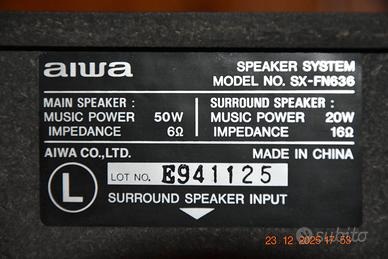 aiwa
SPEAKER SYSTEM
MODEL NO. SX-FN636
MAIN SPEAKER :
MUSIC POWER 50W
IMPEDANCE 6Ω
SURROUND SPEAKER :
MUSIC POWER 20W
IMPEDANCE 16Ω
AIWA CO.,LTD.
MADE IN CHINA
L
LOT NO. E941125
SURROUND SPEAKER INPUT
23 12 2025 17 53
subito